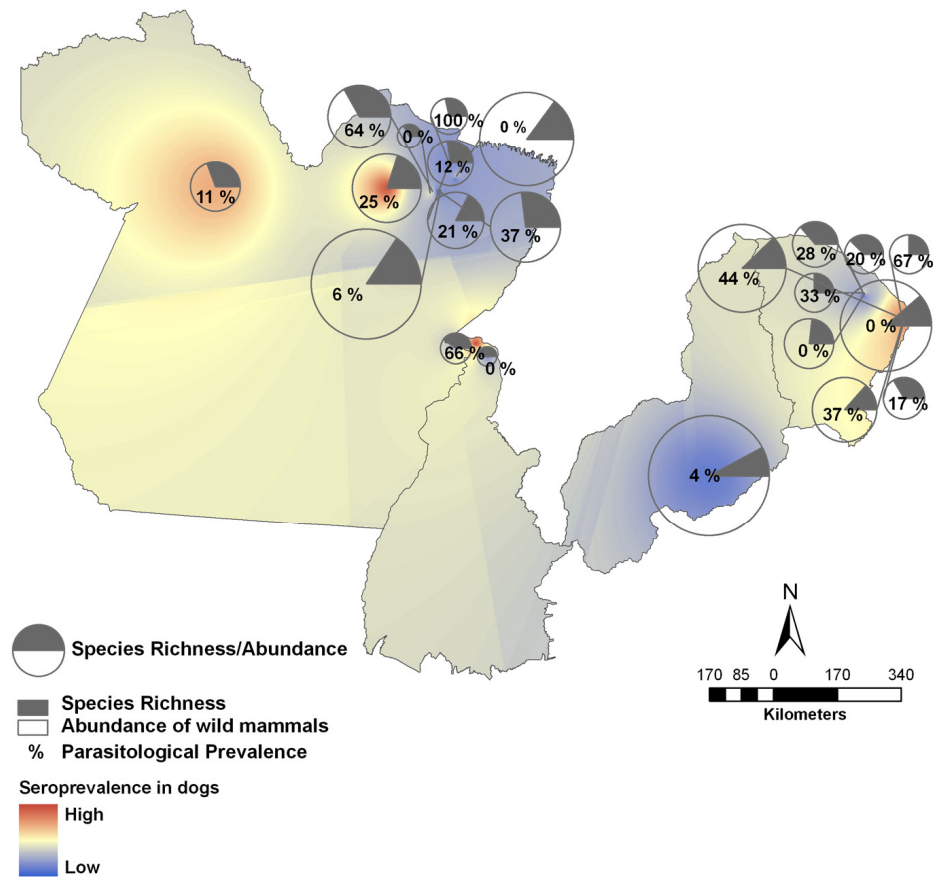 64 %
0 %
100 %
0 %
12 %
11 %
25 %
21 %
37 %
6 %
66 %
0 %
44 %
28 %
20 %
67 %
33 %
0 %
0 %
37 %
17 %
4 %
N
170 85 0 170 340
Kilometers
Species Richness/Abundance
Species Richness
Abundance of wild mammals
% Parasitological Prevalence
Seroprevalence in dogs
High
Low